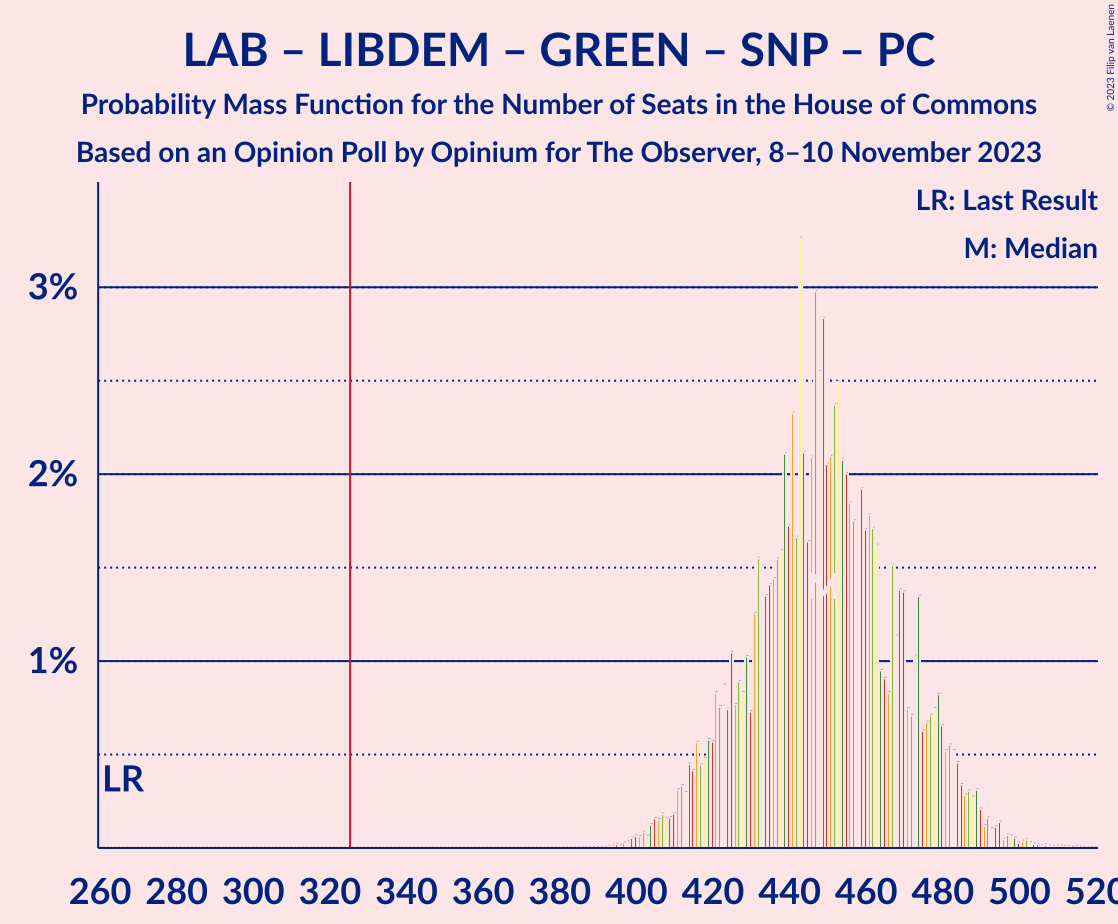 LAB – LIBDEM – GREEN – SNP – PC
Probability Mass Function for the Number of Seats in the House of Commons
Based on an Opinion Poll by Opinium for The Observer, 8–10 November 2023
© 2023 Filip van Laenen
LR: Last Result
M: Median
3%
2%
1%
LR
260 280 300 320 340 360 380 400 420 440 460 480 500 520